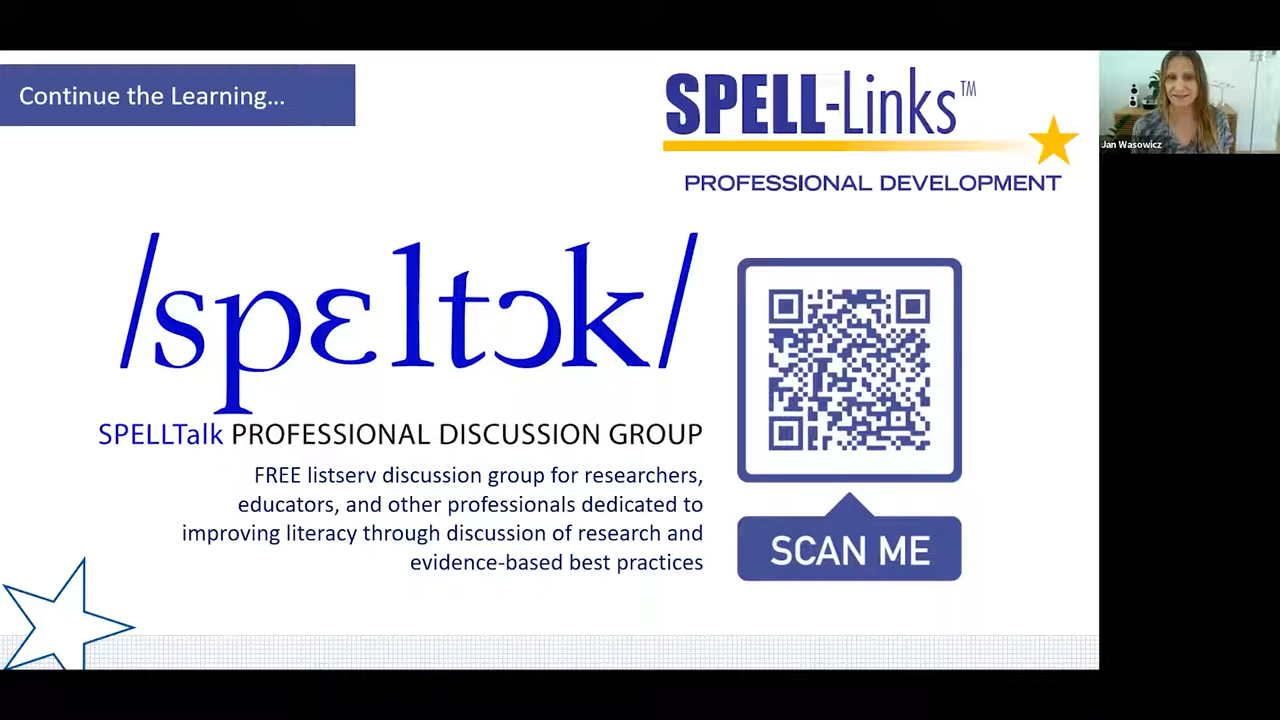 Continue the Learning...
SPELL-Links™
PROFESSIONAL DEVELOPMENT
Jan Wasowicz
/spɛltɔk/
SPELLTalk PROFESSIONAL DISCUSSION GROUP
FREE listserv discussion group for researchers,
educators, and other professionals dedicated to
improving literacy through discussion of research and
evidence-based best practices
SCAN ME